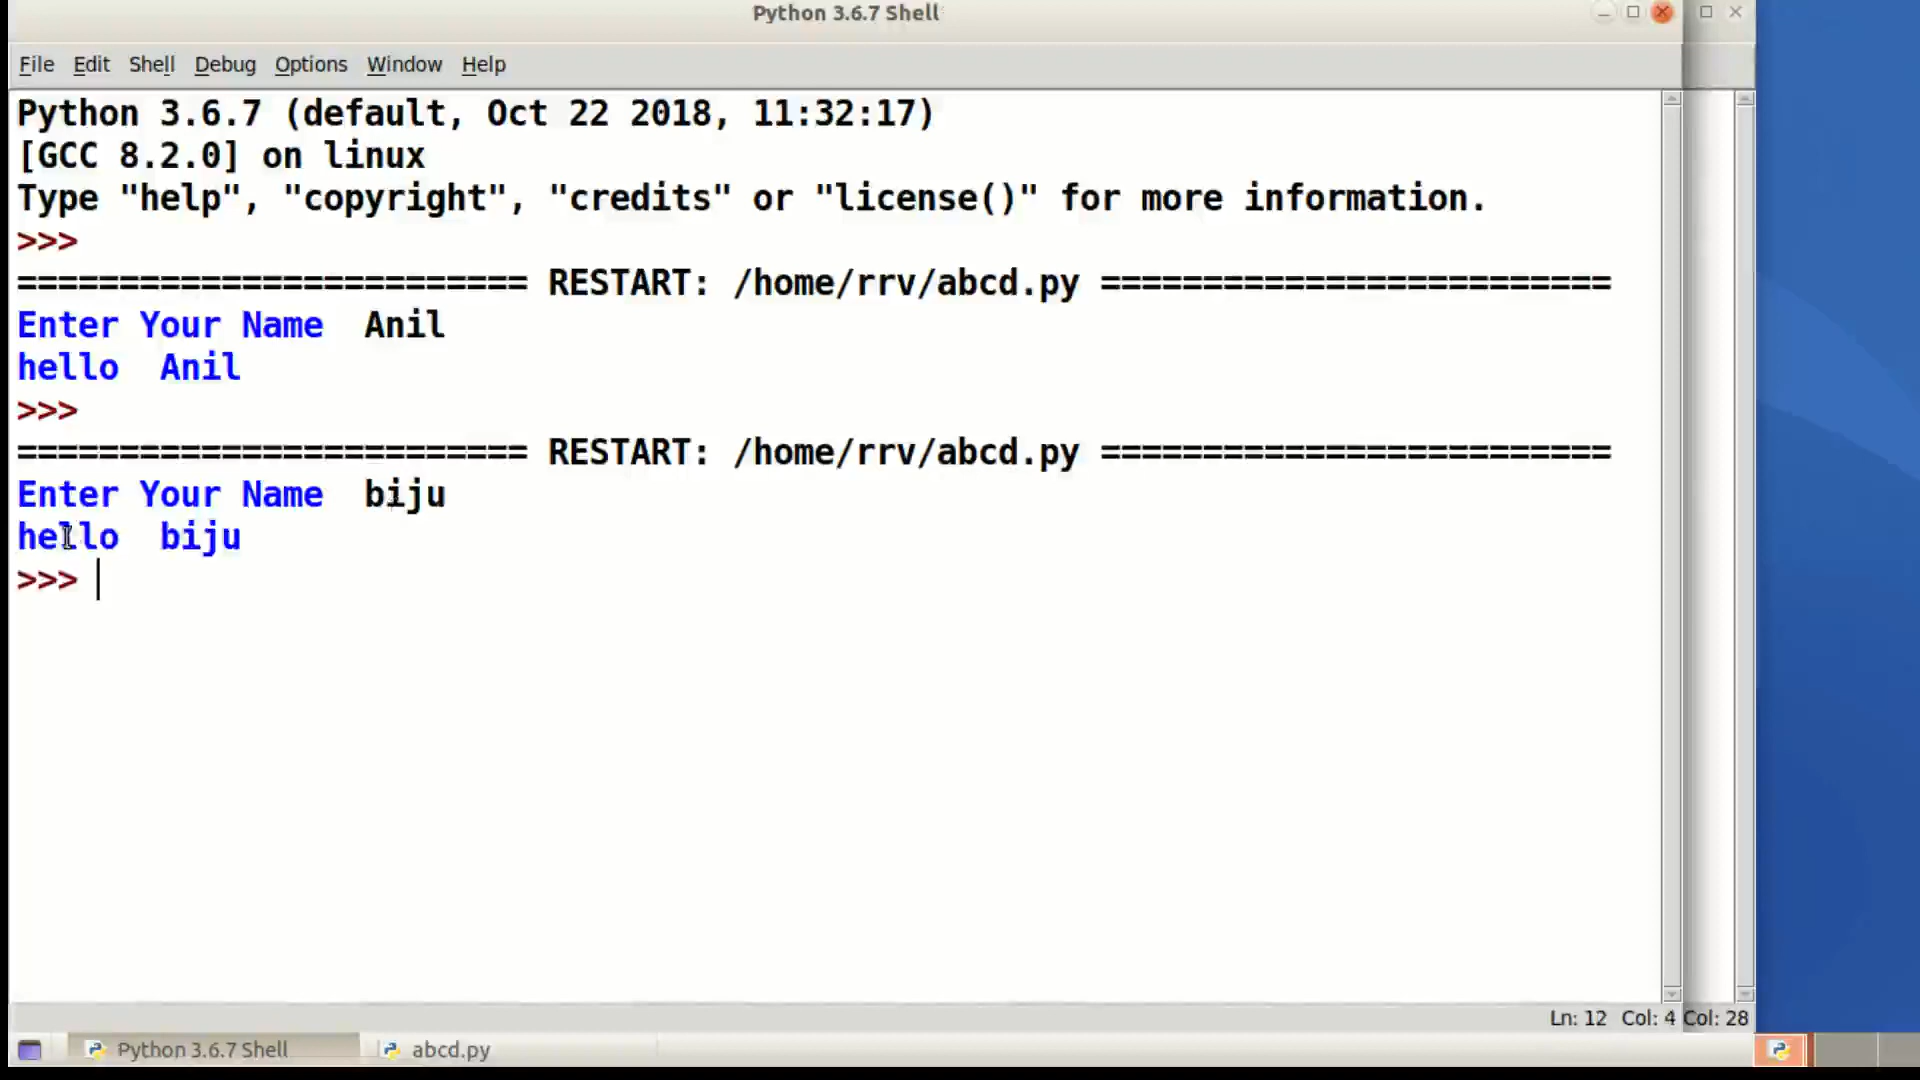 Python 3.6.7 Shell
File Edit Shell Debug Options Window Help
Python 3.6.7 (default, Oct 22 2018, 11:32:17)
[GCC 8.2.0] on linux
Type "help", "copyright", "credits" or "license()" for more information.
>>>
========================= RESTART: /home/rrv/abcd.py =========================
Enter Your Name  Anil
hello  Anil
>>>
========================= RESTART: /home/rrv/abcd.py =========================
Enter Your Name  biju
hello  biju
>>>
Ln: 12 Col: 4 Col: 28
Python 3.6.7 Shell abcd.py